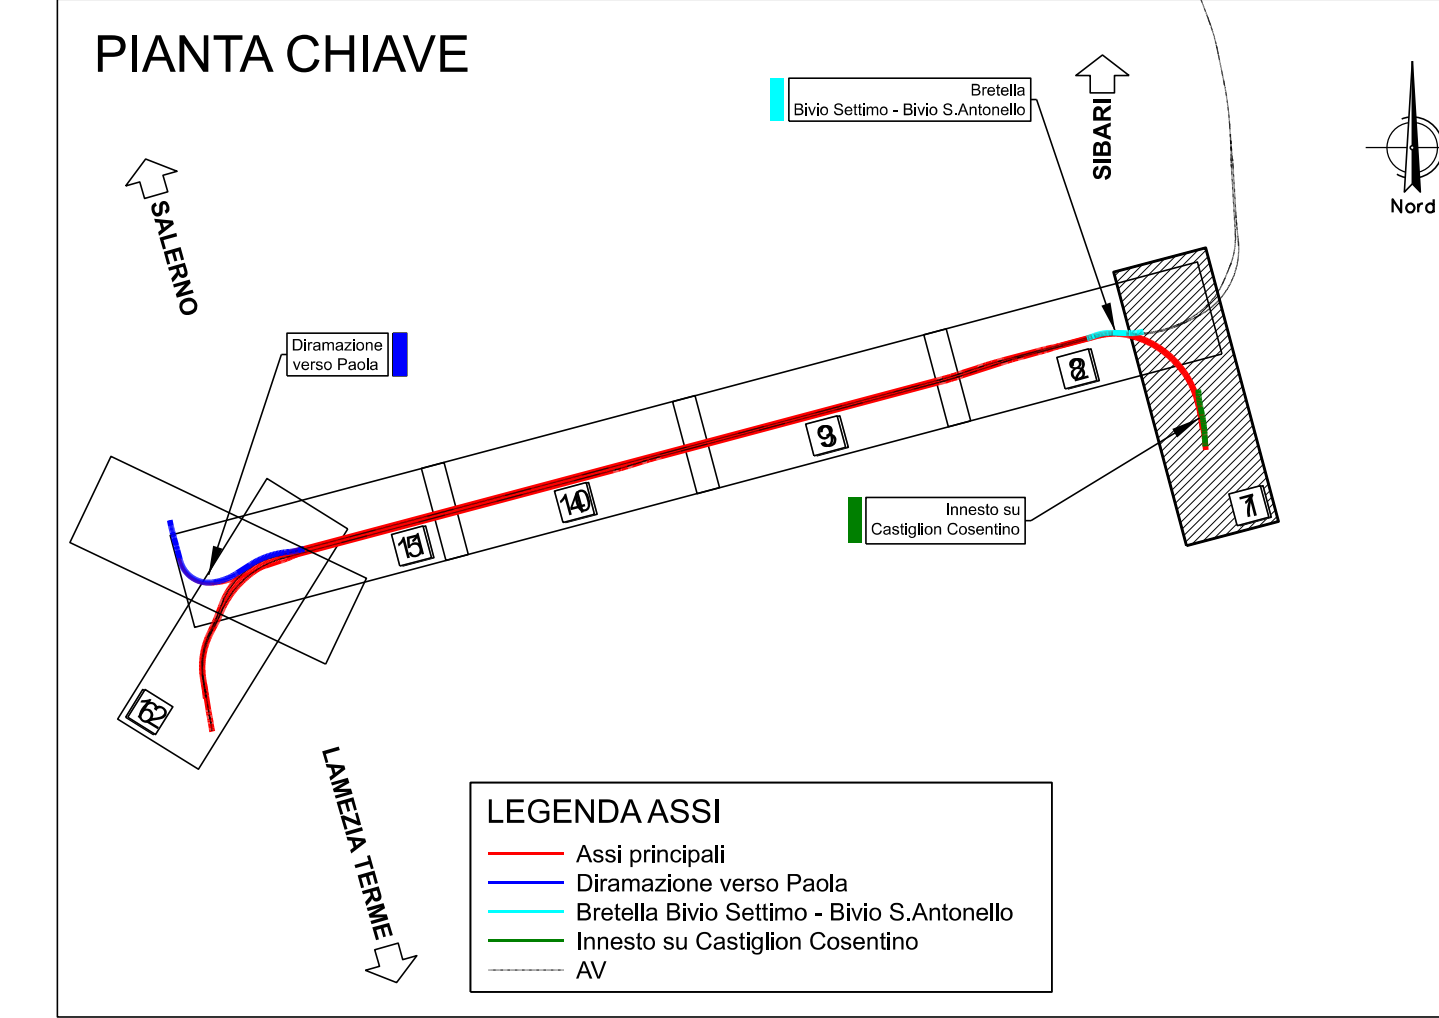 PIANTA CHIAVE
Bretella
Bivio Settimo - Bivio S.Antonello
SIBARI
Nord
SALERNO
Diramazione
verso Paola
Innesto su
Castiglion Cosentino
LAMEZIA TERME
LEGENDA ASSI
Assi principali
Diramazione verso Paola
Bretella Bivio Settimo - Bivio S.Antonello
Innesto su Castiglion Cosentino
AV